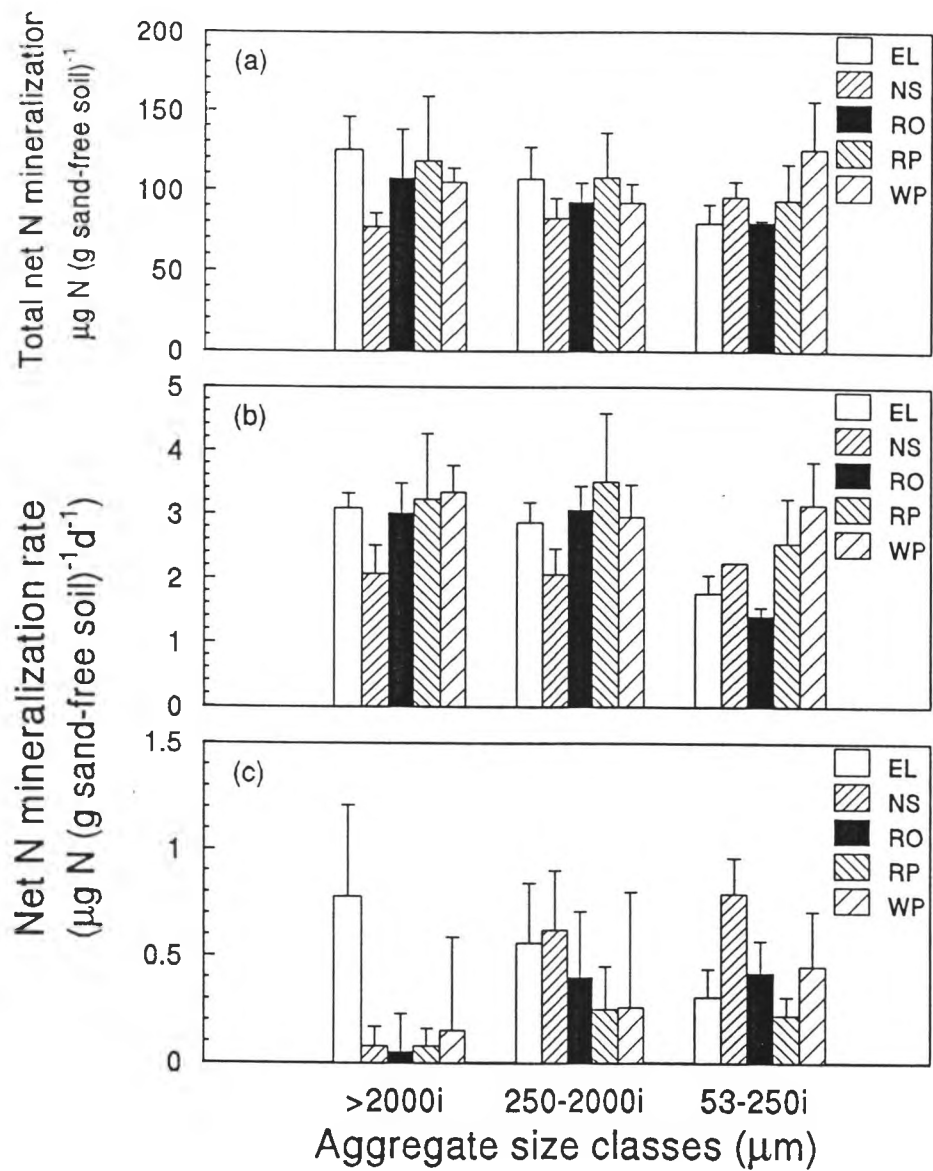 Total net N mineralization
µg N (g sand-free soil)⁻¹
200
150
100
50
0
(a)
EL
NS
RO
RP
WP
Net N mineralization rate
(µg N (g sand-free soil)⁻¹d⁻¹)
5
4
3
2
1
0
(b)
EL
NS
RO
RP
WP
1.5
1
0.5
0
(c)
EL
NS
RO
RP
WP
>2000i
250-2000i
53-250i
Aggregate size classes (µm)